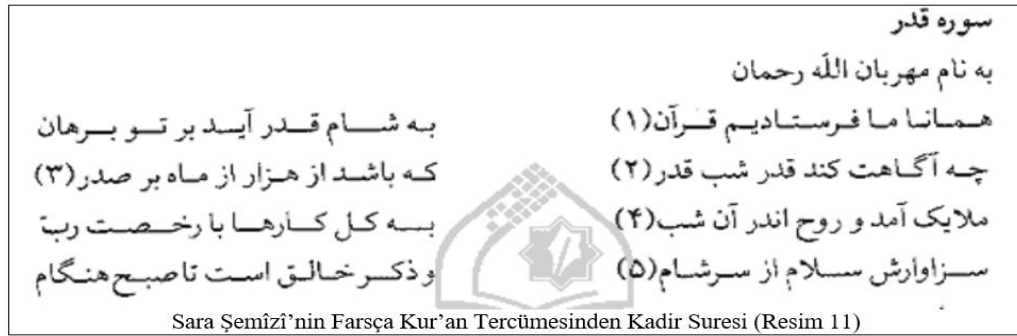 سوره قدر
به نام مهربان اللّه رحمان
همانا ما فرستادیم قرآن(۱) به شام قدر آید بر تو برهان
چه آگاهت کند قدر شب قدر(۲) که باشد از هزار از ماه بر صدر(۳)
ملایک آمد و روح اندر آن شب(۴) به کل کارها با رخصت ربّ
سزاوارش سلام از سرشام(۵) و ذکر خالق است تا صبح هنگام
Sara Şemîzî’nin Farsça Kur’an Tercümesinden Kadir Suresi (Resim 11)